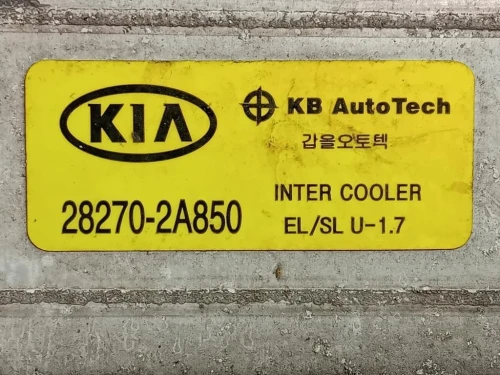 KIA
KB AutoTech
갑을오토텍
28270-2A850
INTER COOLER
EL/SL U-1.7